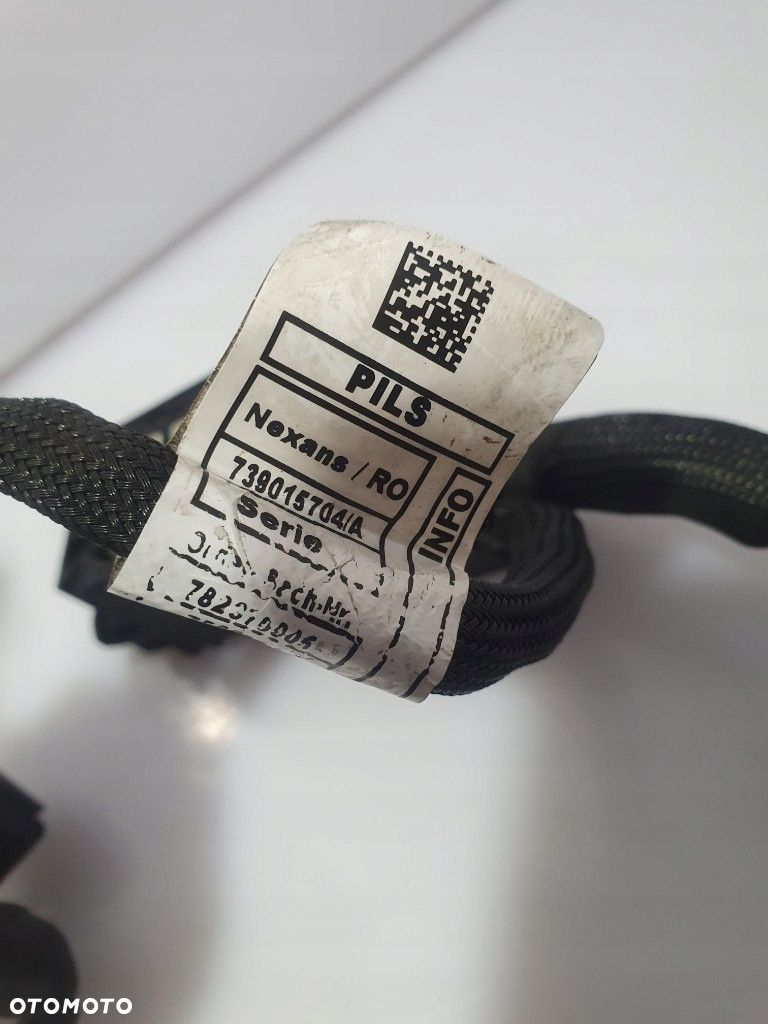 PILS
Nexans / RO
739015704/A
Serie
INFO
OTOMOTO